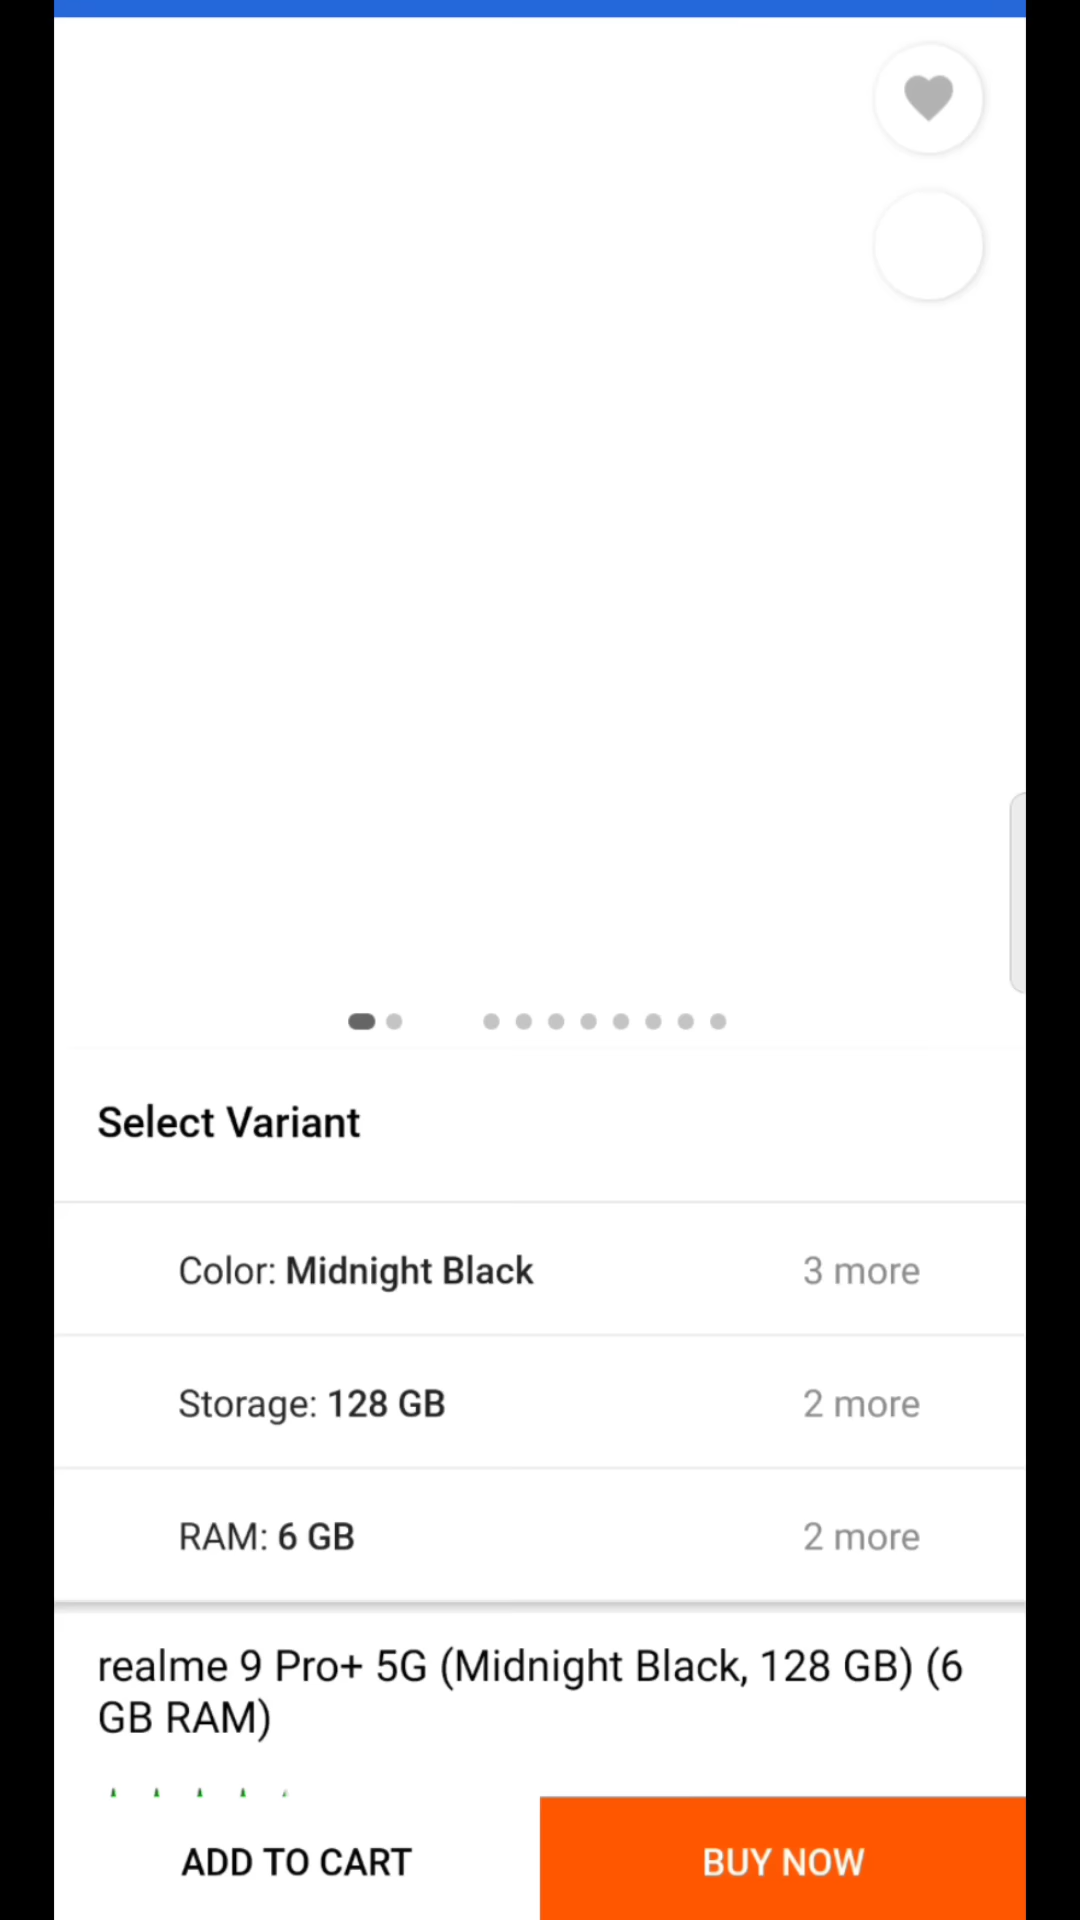 Select Variant
Color: Midnight Black 3 more
Storage: 128 GB 2 more
RAM: 6 GB 2 more
realme 9 Pro+ 5G (Midnight Black, 128 GB) (6
GB RAM)
ADD TO CART BUY NOW